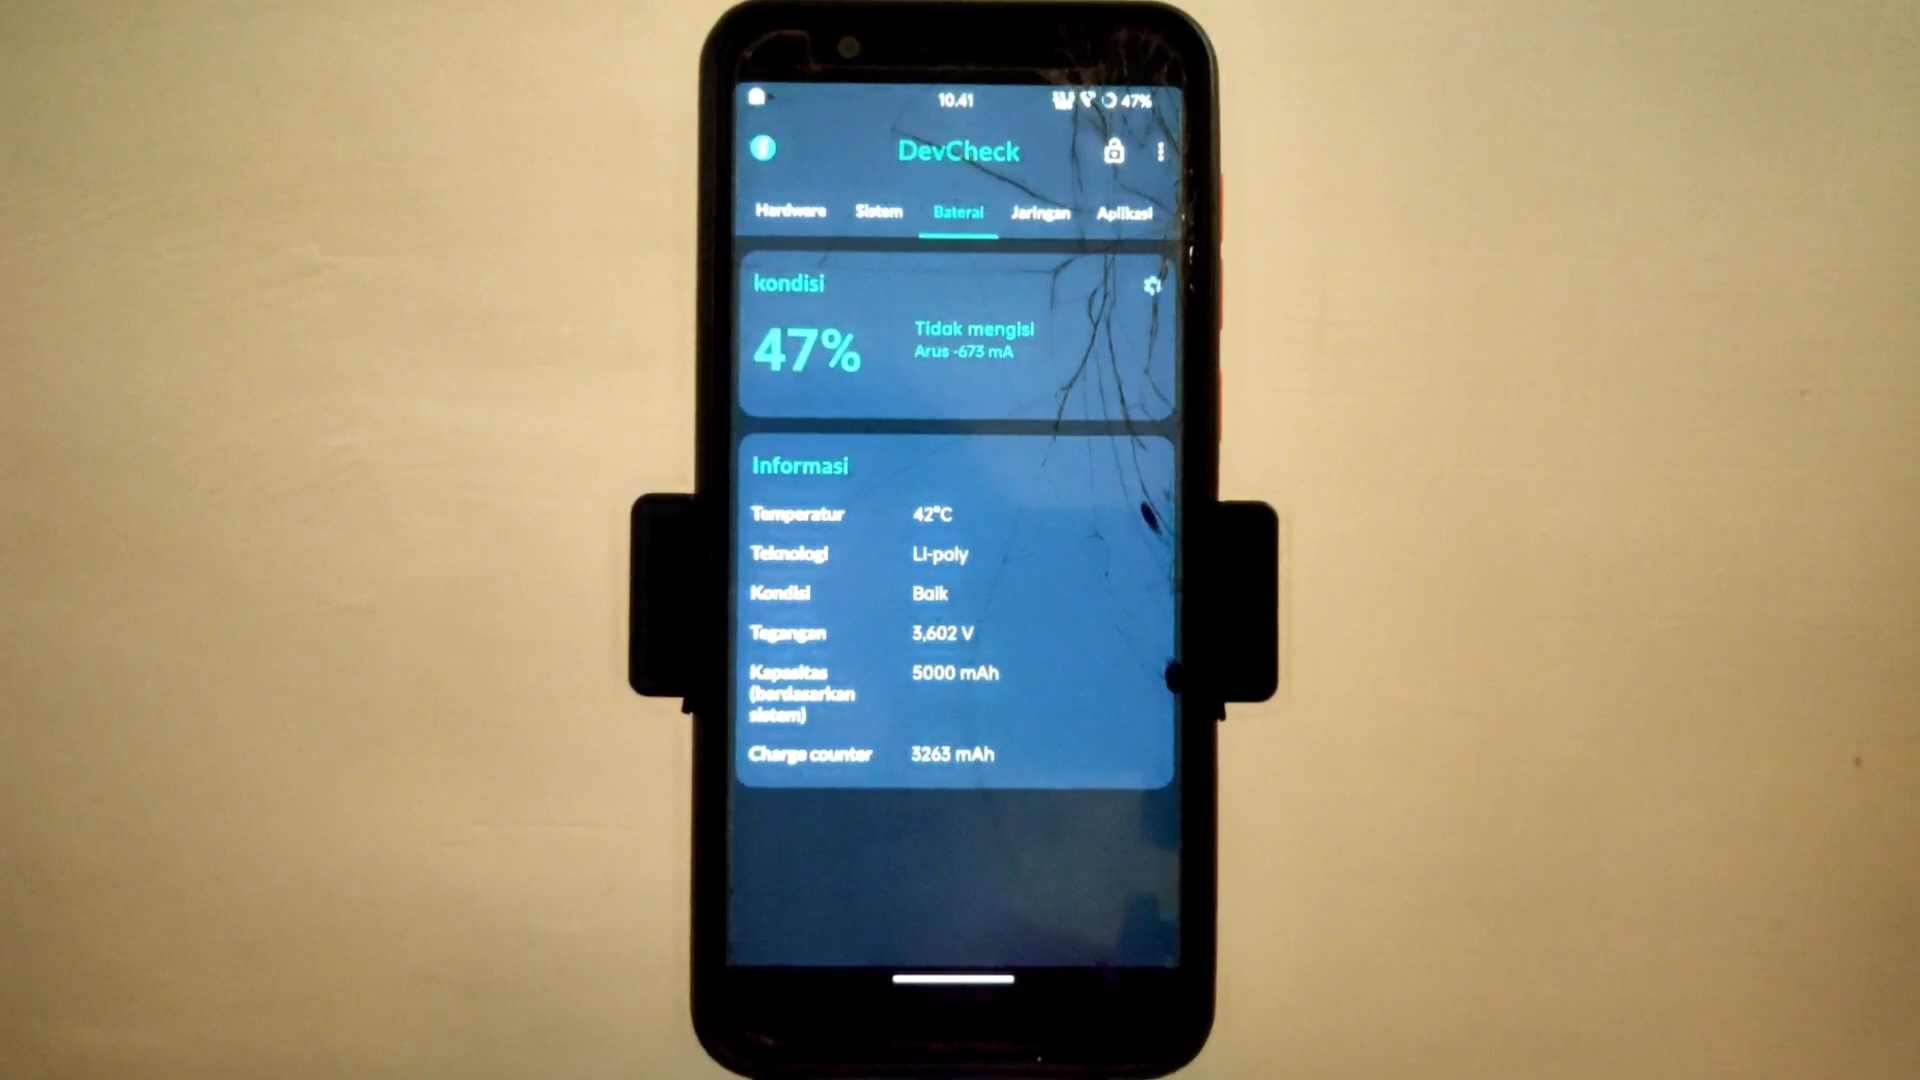 10.41
47%
DevCheck
Hardware Sistem Baterai Jaringan Aplikasi
kondisi
47%
Tidak mengisi
Arus -673 mA
Informasi
Temperatur 42°C
Teknologi Li-poly
Kondisi Baik
Tegangan 3,602 V
Kapasitas 5000 mAh
(berdasarkan
sistem)
Charge counter 3263 mAh